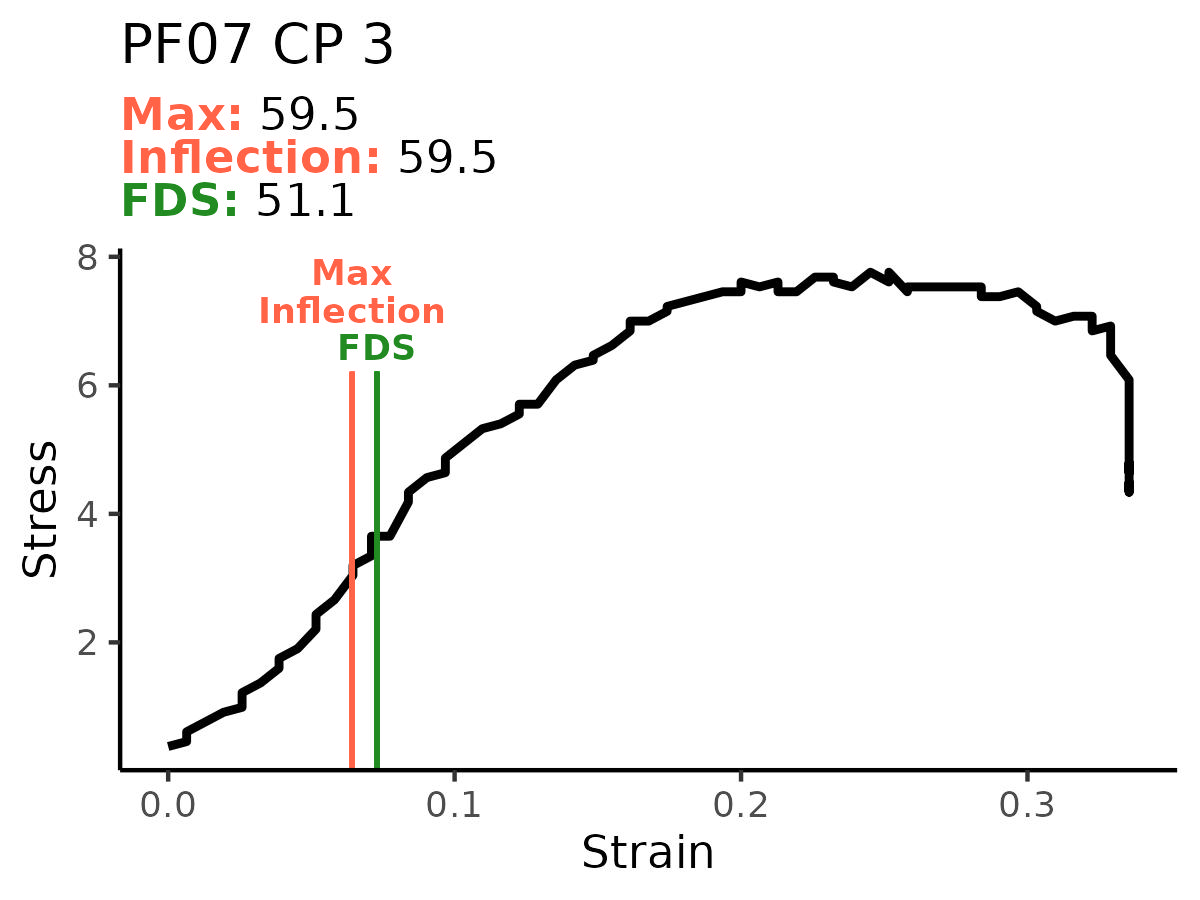 PF07 CP 3
Max: 59.5
Inflection: 59.5
FDS: 51.1
Max
Inflection
FDS
8
6
4
2
Stress
0.0
0.1
0.2
0.3
Strain